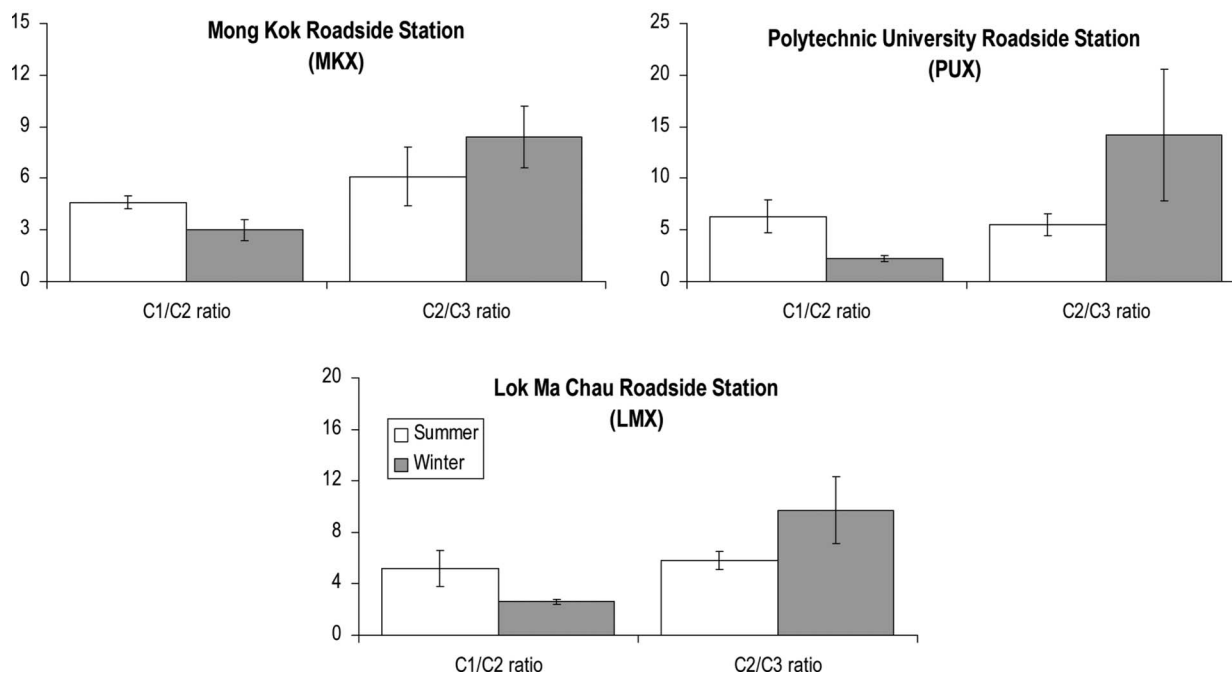 Mong Kok Roadside Station
(MKX)
15
12
9
6
3
0
C1/C2 ratio
C2/C3 ratio
Polytechnic University Roadside Station
(PUX)
25
20
15
10
5
0
C1/C2 ratio
C2/C3 ratio
Lok Ma Chau Roadside Station
(LMX)
20
16
12
8
4
0
Summer
Winter
C1/C2 ratio
C2/C3 ratio